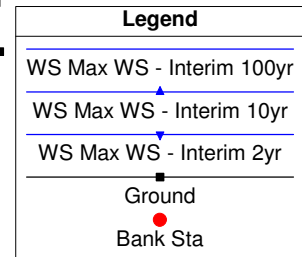 Legend
WS Max WS - Interim 100yr
WS Max WS - Interim 10yr
WS Max WS - Interim 2yr
Ground
Bank Sta